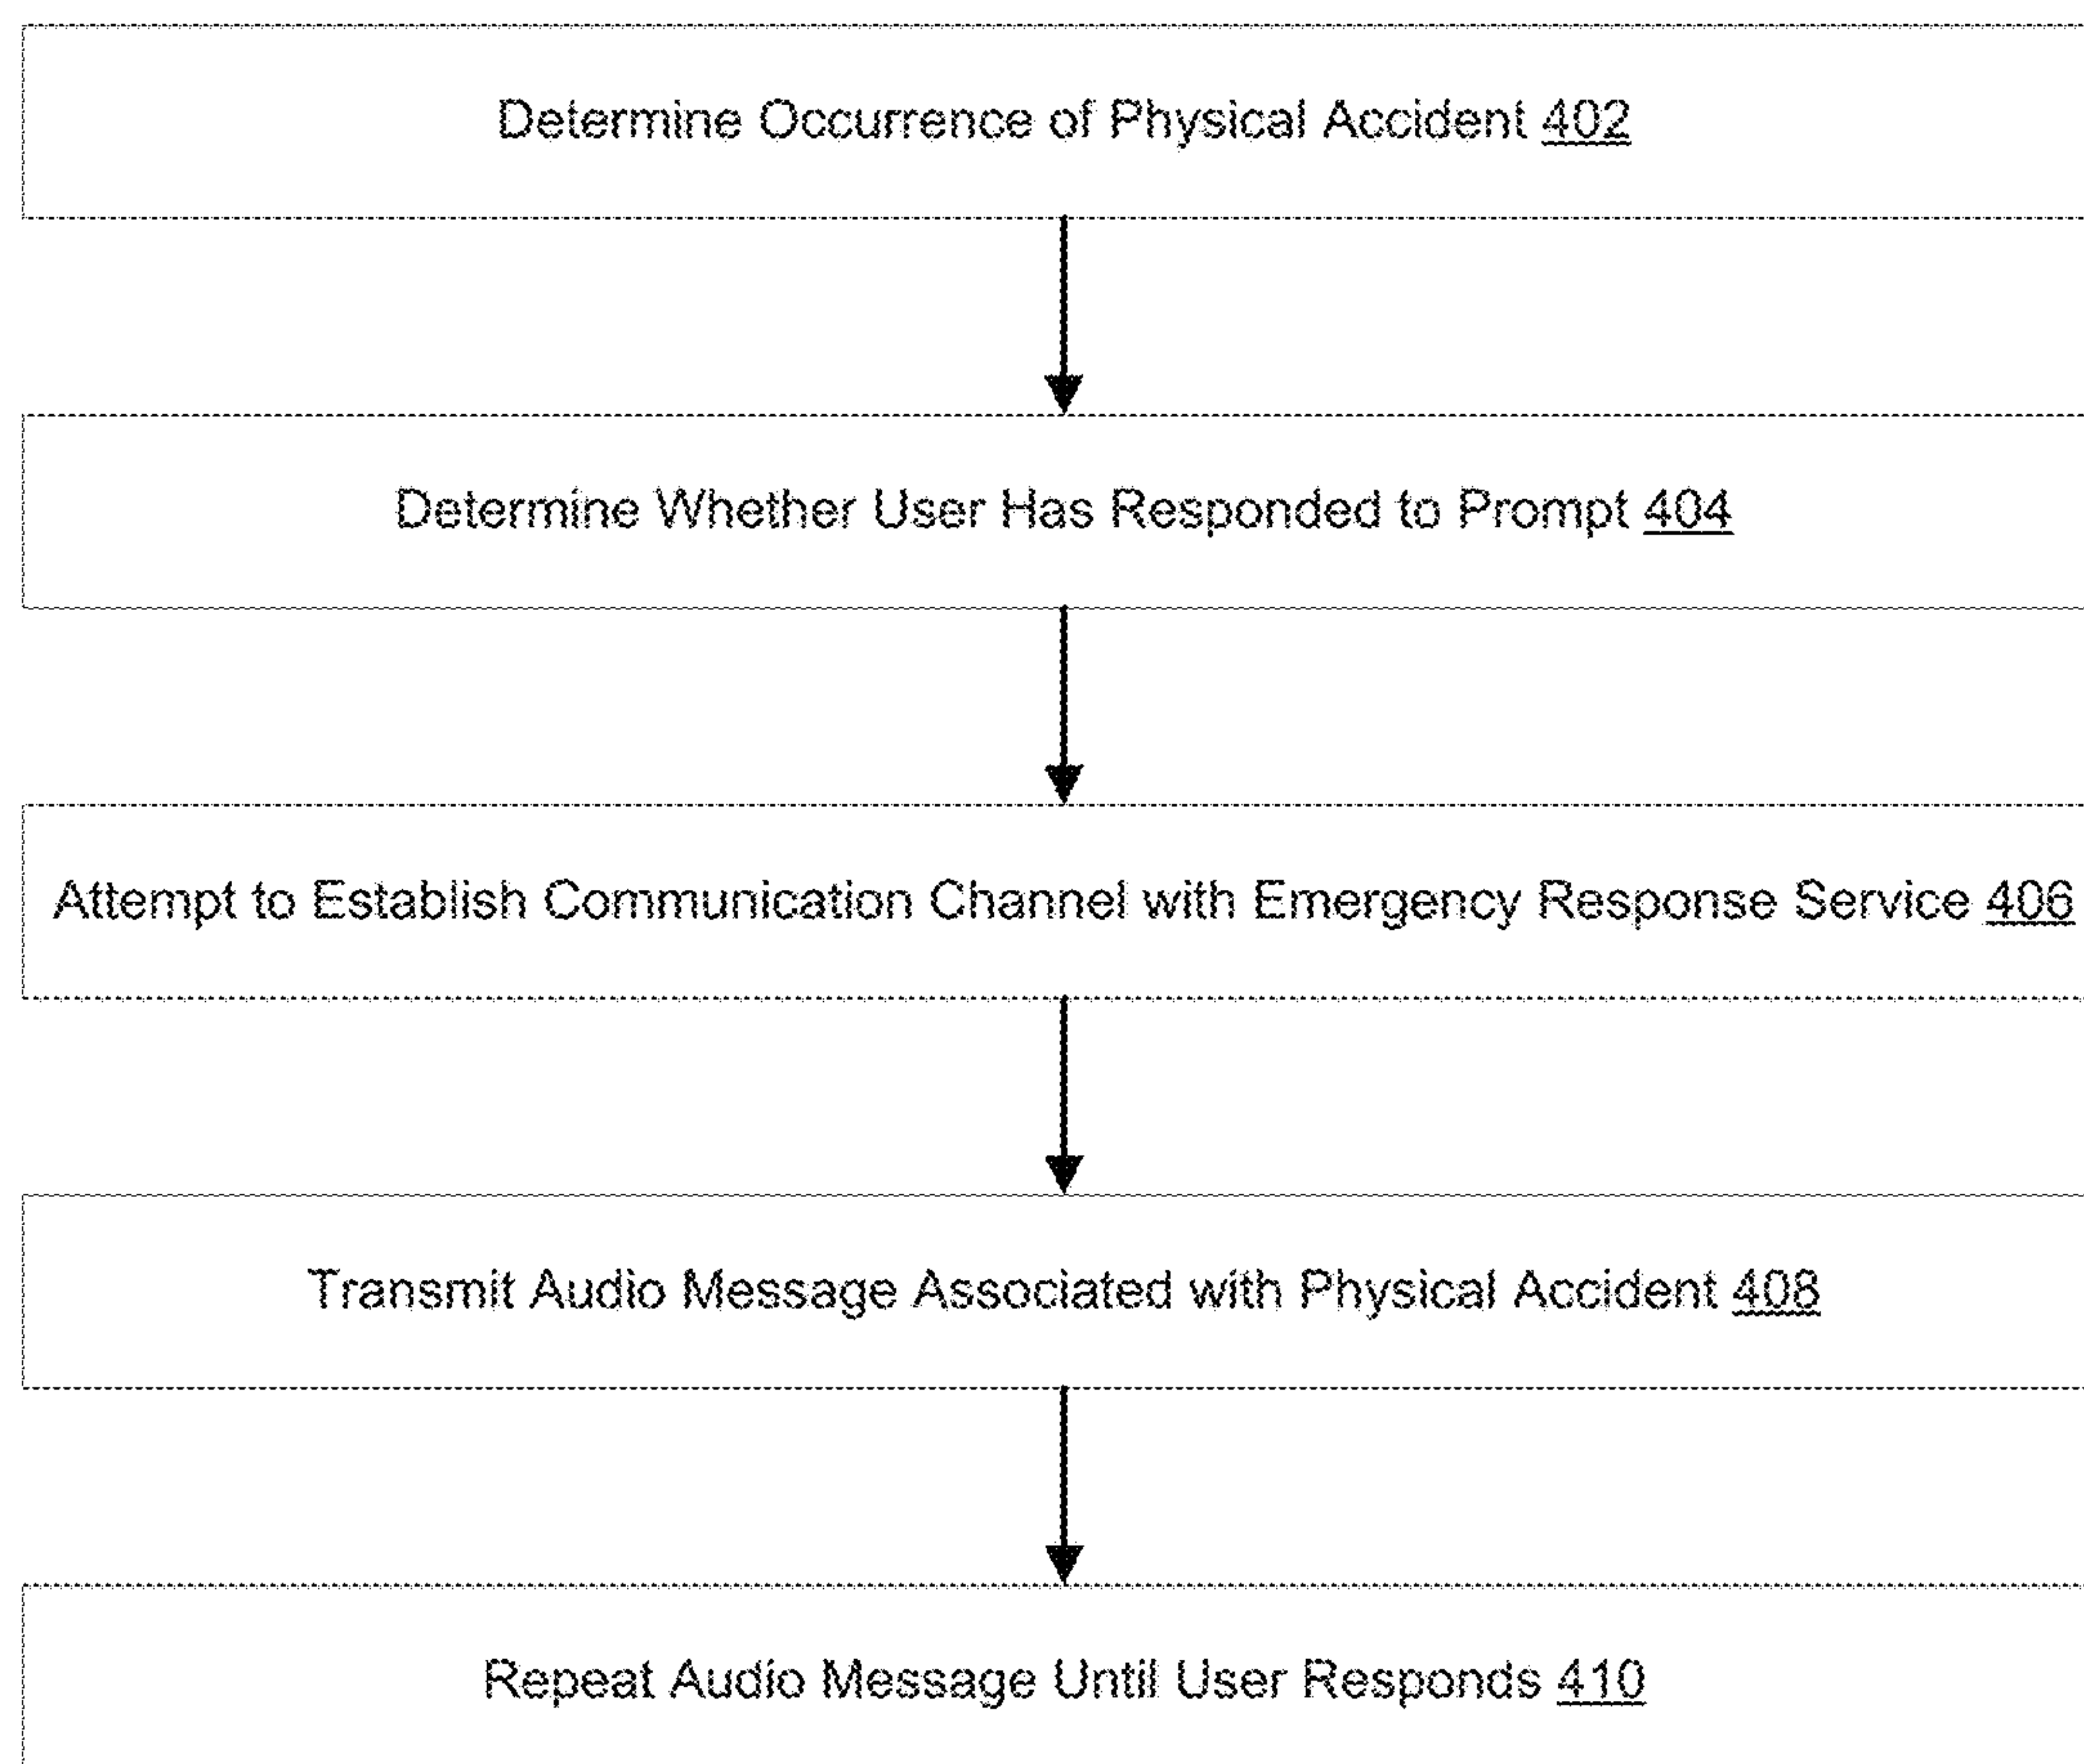 Determine Occurrence of Physical Accident 402
Determine Whether User Has Responded to Prompt 404
Attempt to Establish Communication Channel with Emergency Response Service 406
Transmit Audio Message Associated with Physical Accident 408
Repeat Audio Message Until User Responds 410